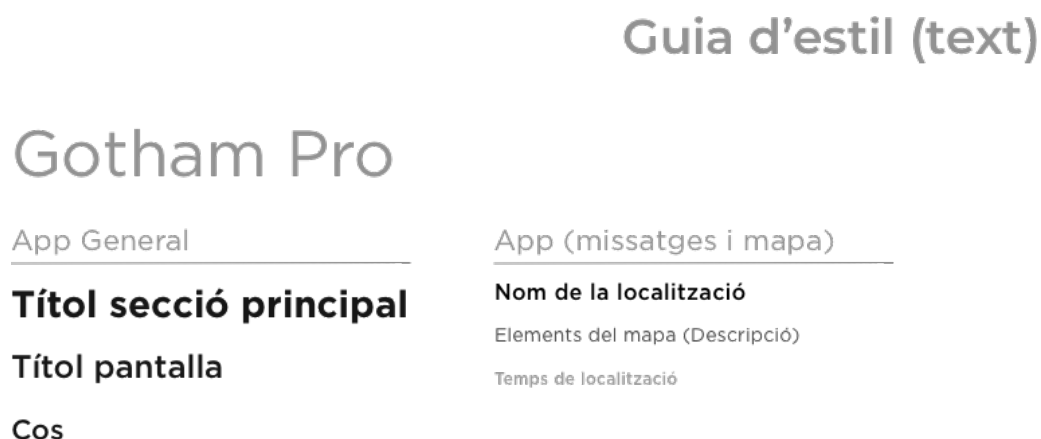 Guia d’estil (text)
Gotham Pro
App General
Títol secció principal
Títol pantalla
Cos
App (missatges i mapa)
Nom de la localització
Elements del mapa (Descripció)
Temps de localització